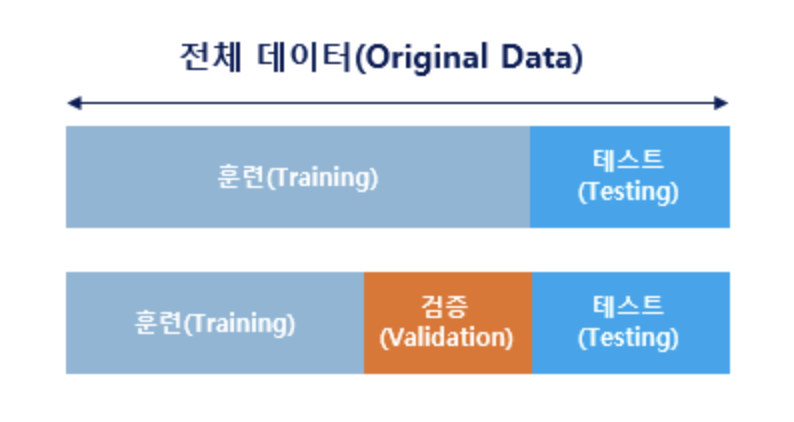 전체 데이터(Original Data)
훈련(Training)
테스트
(Testing)
훈련(Training)
검증
(Validation)
테스트
(Testing)